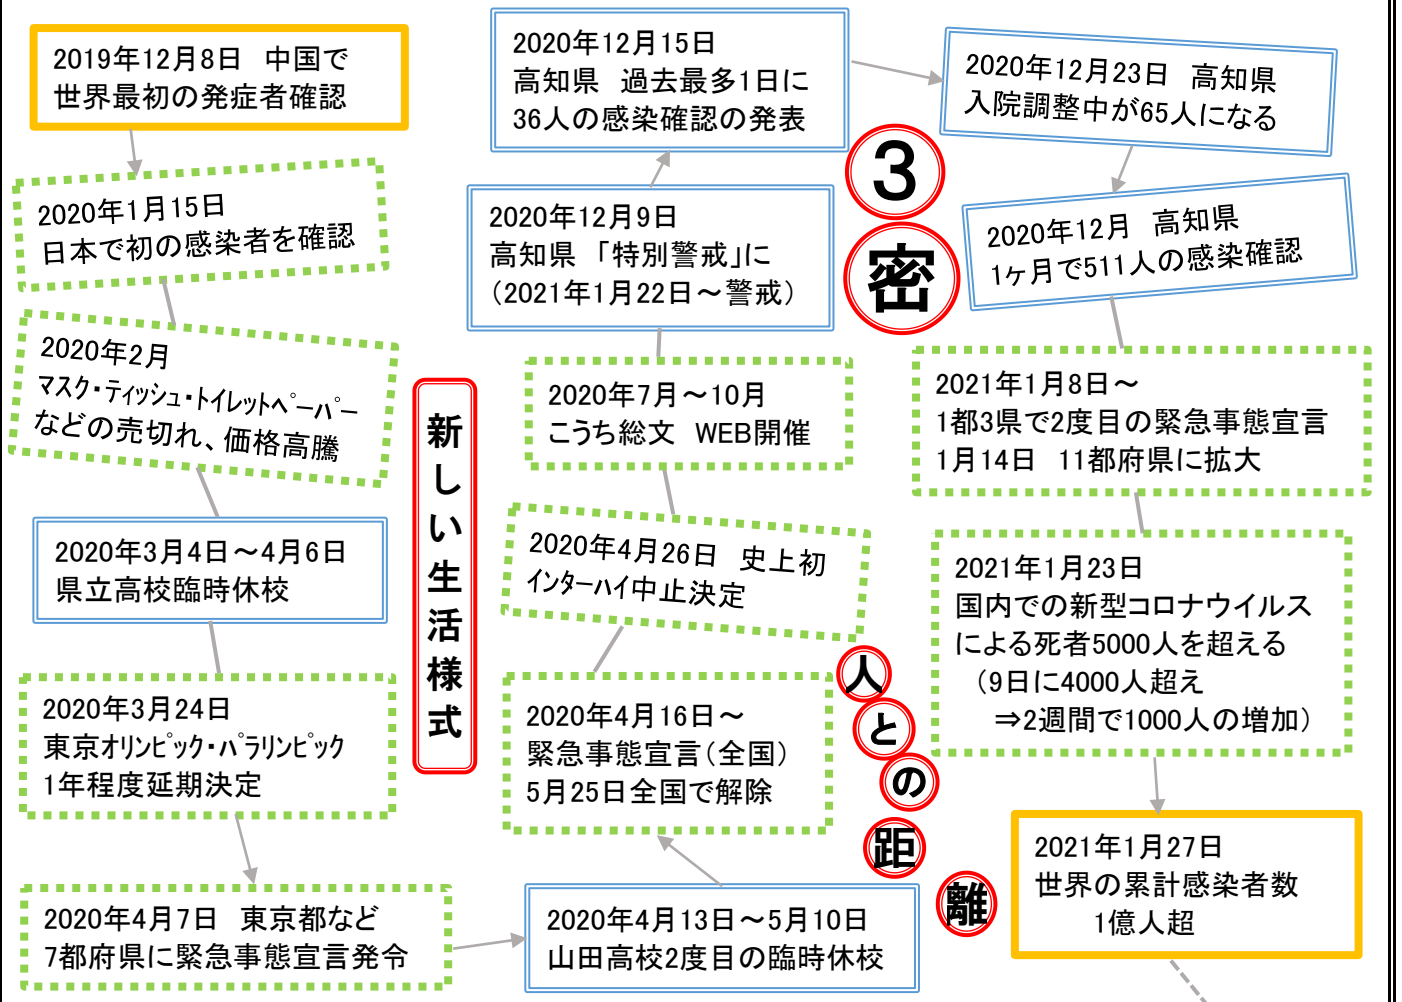 2019年12月8日　中国で
世界最初の発症者確認
2020年1月15日
日本で初の感染者を確認
2020年2月
マスク・ティッシュ・トイレットペーパー
などの売切れ、価格高騰
2020年3月4日～4月6日
県立高校臨時休校
2020年3月24日
東京オリンピック・パラリンピック
1年程度延期決定
2020年4月7日　東京都など
7都府県に緊急事態宣言発令
2020年4月13日～5月10日
山田高校2度目の臨時休校
2020年4月16日～
緊急事態宣言（全国）
5月25日全国で解除
2020年4月26日　史上初
インターハイ中止決定
2020年7月～10月
こうち総文　WEB開催
2020年12月9日
高知県　「特別警戒」に
（2021年1月22日～警戒）
2020年12月15日
高知県　過去最多1日に
36人の感染確認の発表
2020年12月23日　高知県
入院調整中が65人になる
2020年12月　高知県
1ヶ月で511人の感染確認
2021年1月8日～
1都3県で2度目の緊急事態宣言
1月14日　11都府県に拡大
2021年1月23日
国内での新型コロナウイルス
による死者5000人を超える
（9日に4000人超え
⇒2週間で1000人の増加）
2021年1月27日
世界の累計感染者数
1億人超
新しい生活様式
3密
人との距離